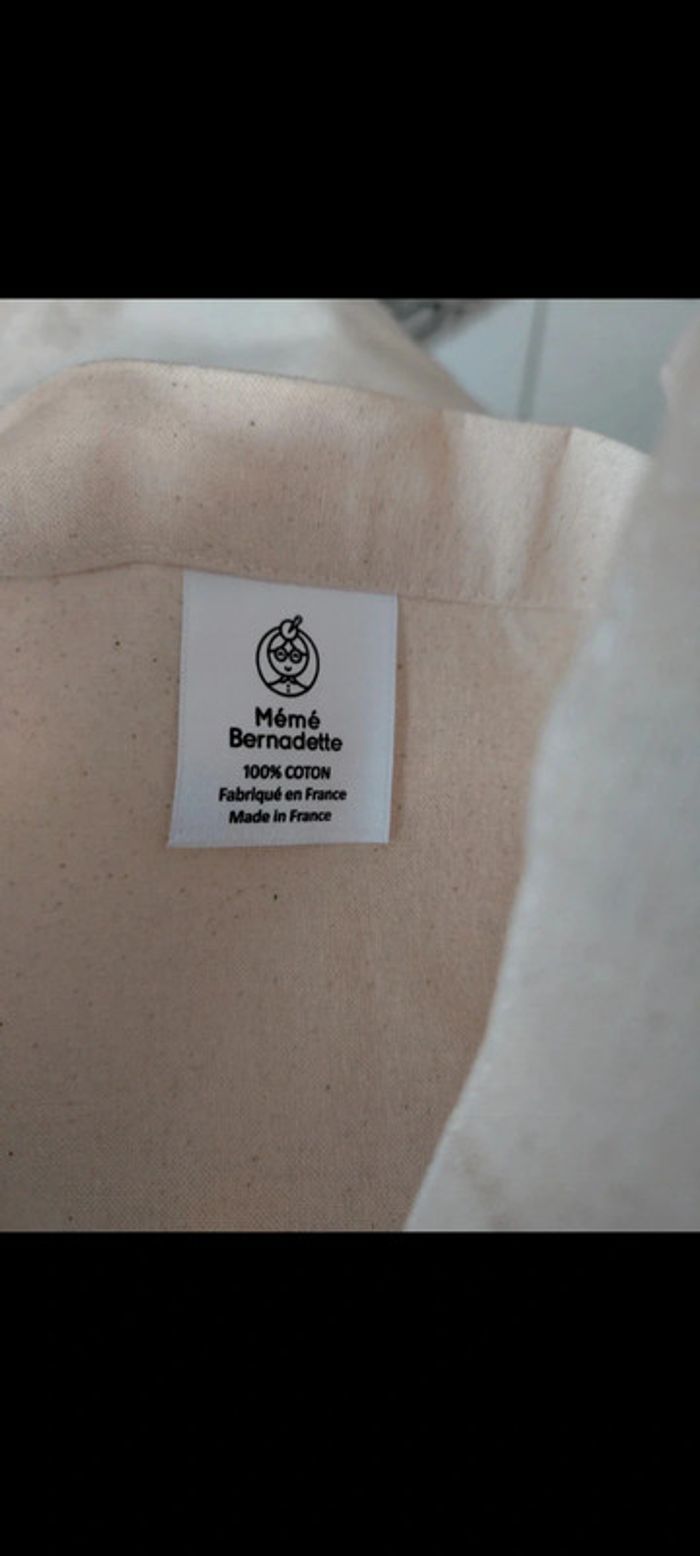 Mémé
Bernadette
100% COTON
Fabriqué en France
Made in France